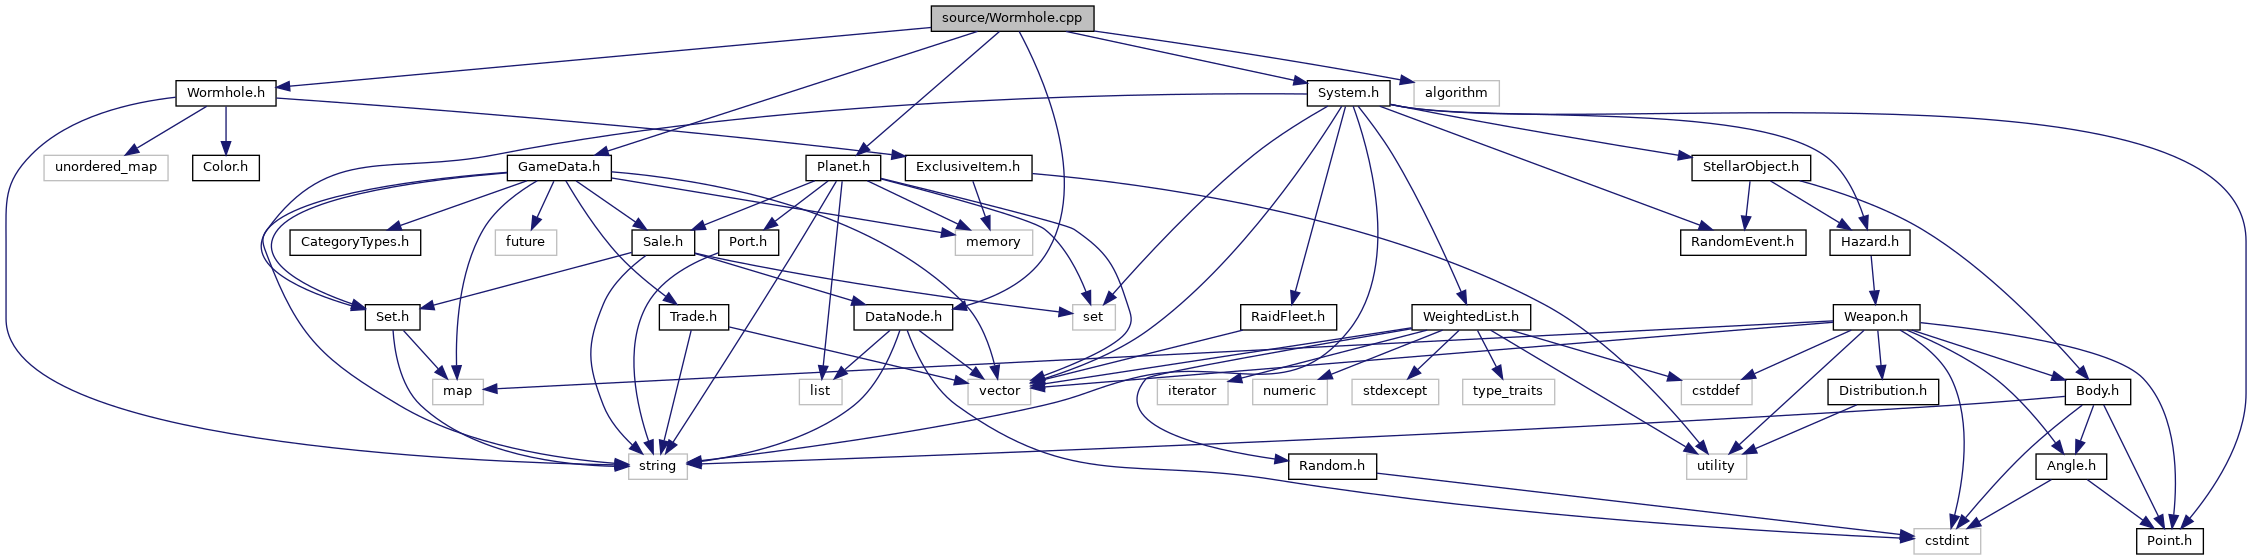 source/Wormhole.cpp
Wormhole.h
System.h
algorithm
unordered_map
Color.h
GameData.h
Planet.h
ExclusiveItem.h
StellarObject.h
CategoryTypes.h
future
Sale.h
Port.h
memory
RandomEvent.h
Hazard.h
Set.h
Trade.h
DataNode.h
set
RaidFleet.h
WeightedList.h
Weapon.h
map
list
vector
iterator
numeric
stdexcept
type_traits
cstddef
Distribution.h
Body.h
string
Random.h
utility
Angle.h
cstdint
Point.h